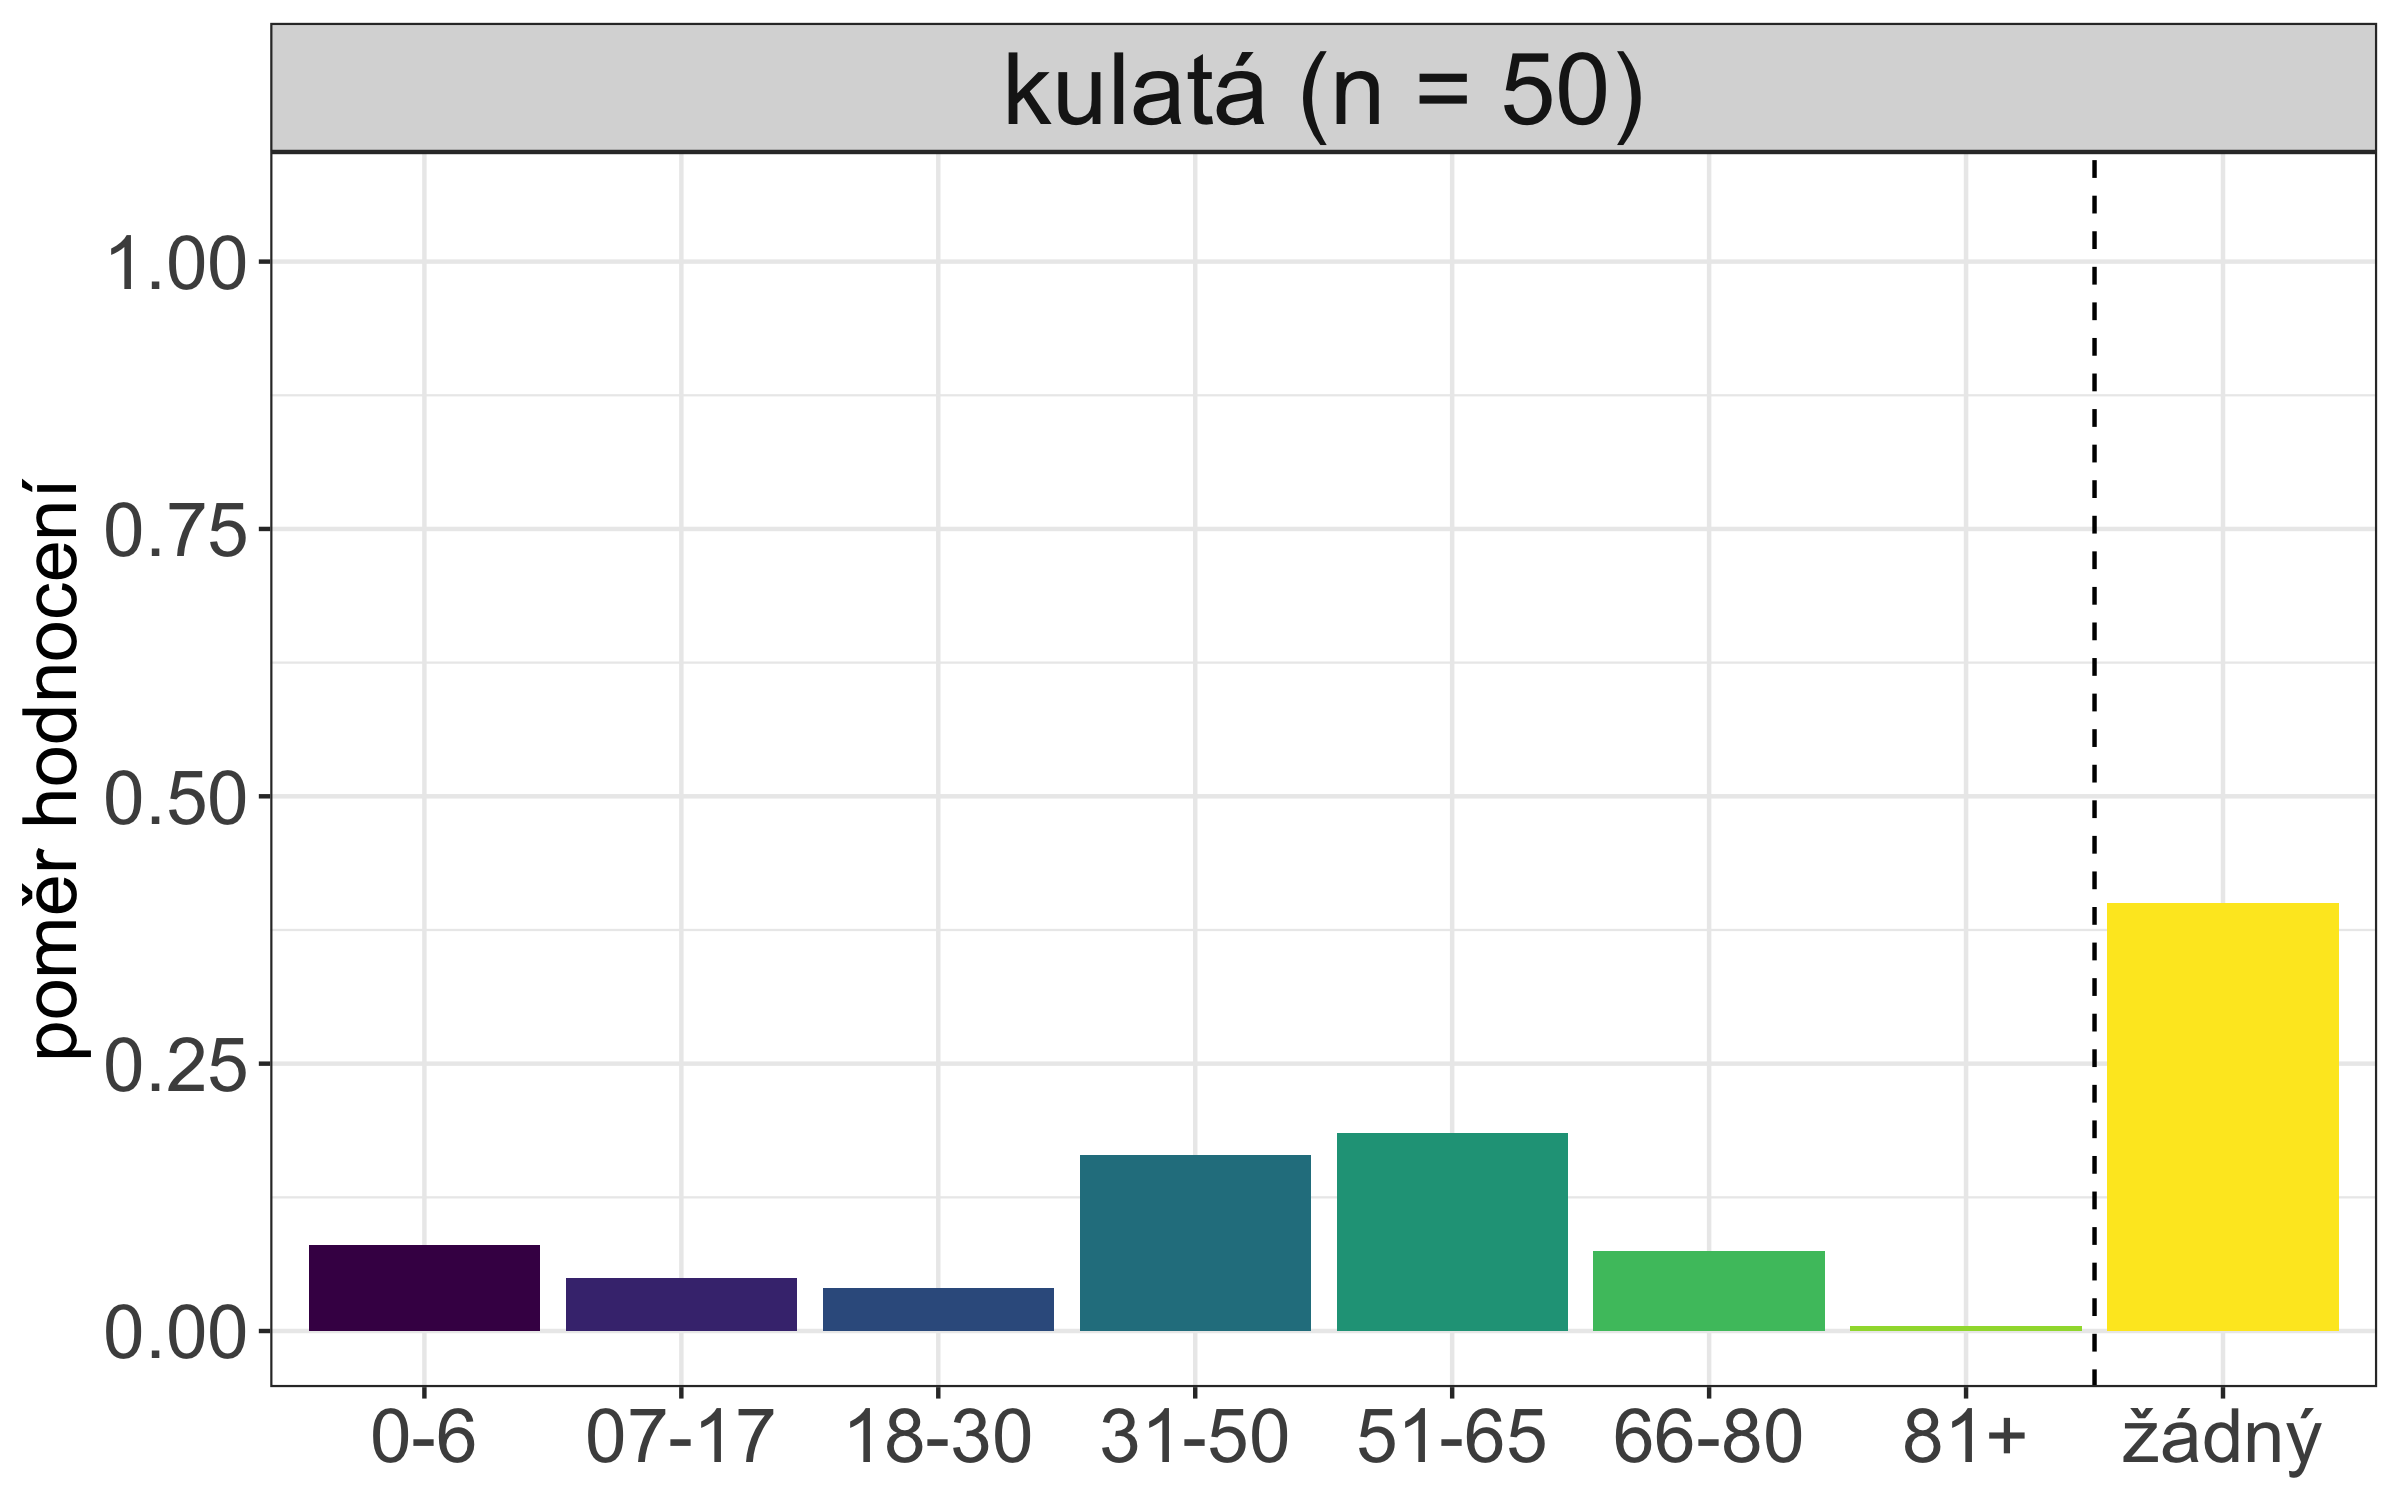 kulatá (n = 50)
poměr hodnocení
1.00
0.75
0.50
0.25
0.00
0-6 07-17 18-30 31-50 51-65 66-80 81+ žádný